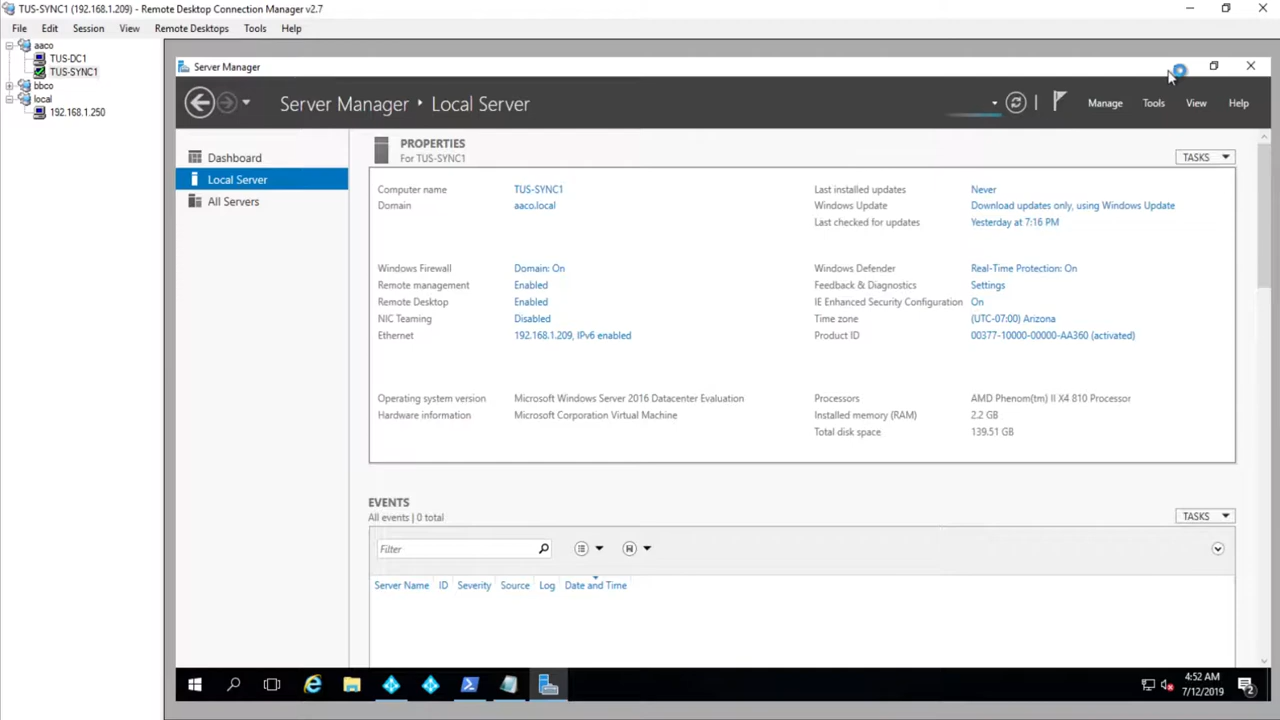 TUS-SYNC1 (192.168.1.209) - Remote Desktop Connection Manager v2.7
File Edit Session View Remote Desktops Tools Help
aaco
TUS-DC1
TUS-SYNC1
bbco
local
192.168.1.250
Server Manager
Server Manager ‣ Local Server
Manage Tools View Help
Dashboard
Local Server
All Servers
PROPERTIES
For TUS-SYNC1
TASKS
Computer name TUS-SYNC1
Domain aaco.local
Last installed updates Never
Windows Update Download updates only, using Windows Update
Last checked for updates Yesterday at 7:16 PM
Windows Firewall Domain: On
Remote management Enabled
Remote Desktop Enabled
NIC Teaming Disabled
Ethernet 192.168.1.209, IPv6 enabled
Windows Defender Real-Time Protection: On
Feedback & Diagnostics Settings
IE Enhanced Security Configuration On
Time zone (UTC-07:00) Arizona
Product ID 00377-10000-00000-AA360 (activated)
Operating system version Microsoft Windows Server 2016 Datacenter Evaluation
Hardware information Microsoft Corporation Virtual Machine
Processors AMD Phenom(tm) II X4 810 Processor
Installed memory (RAM) 2.2 GB
Total disk space 139.51 GB
EVENTS
All events | 0 total
TASKS
Filter
Server Name ID Severity Source Log Date and Time
4:52 AM
7/12/2019
2